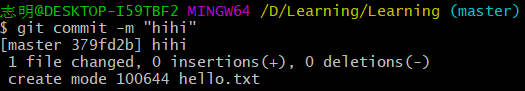 志明@DESKTOP-I59TBF2 MINGW64 /D/Learning/Learning (master)
$ git commit -m "hihi"
[master 379fd2b] hihi
 1 file changed, 0 insertions(+), 0 deletions(-)
 create mode 100644 hello.txt